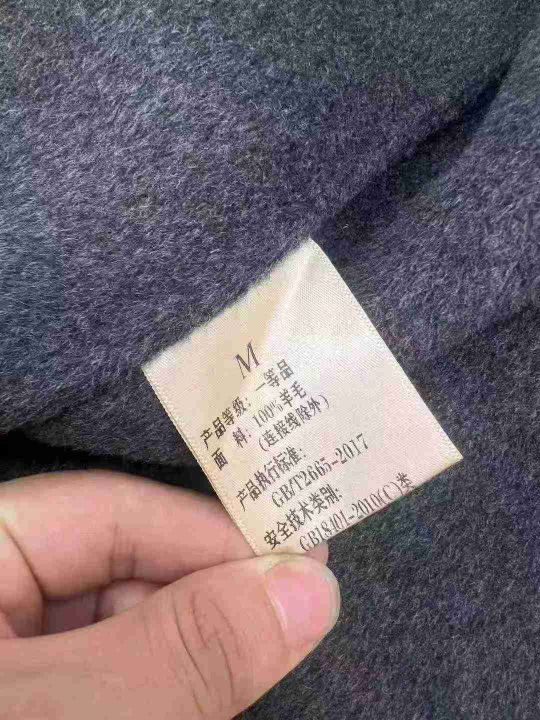 M
产品等级：一等品
面 料：100%羊毛
(连接线除外)
产品执行标准：
GB/T2665-2017
安全技术类别：
GB18401-2010(C)类